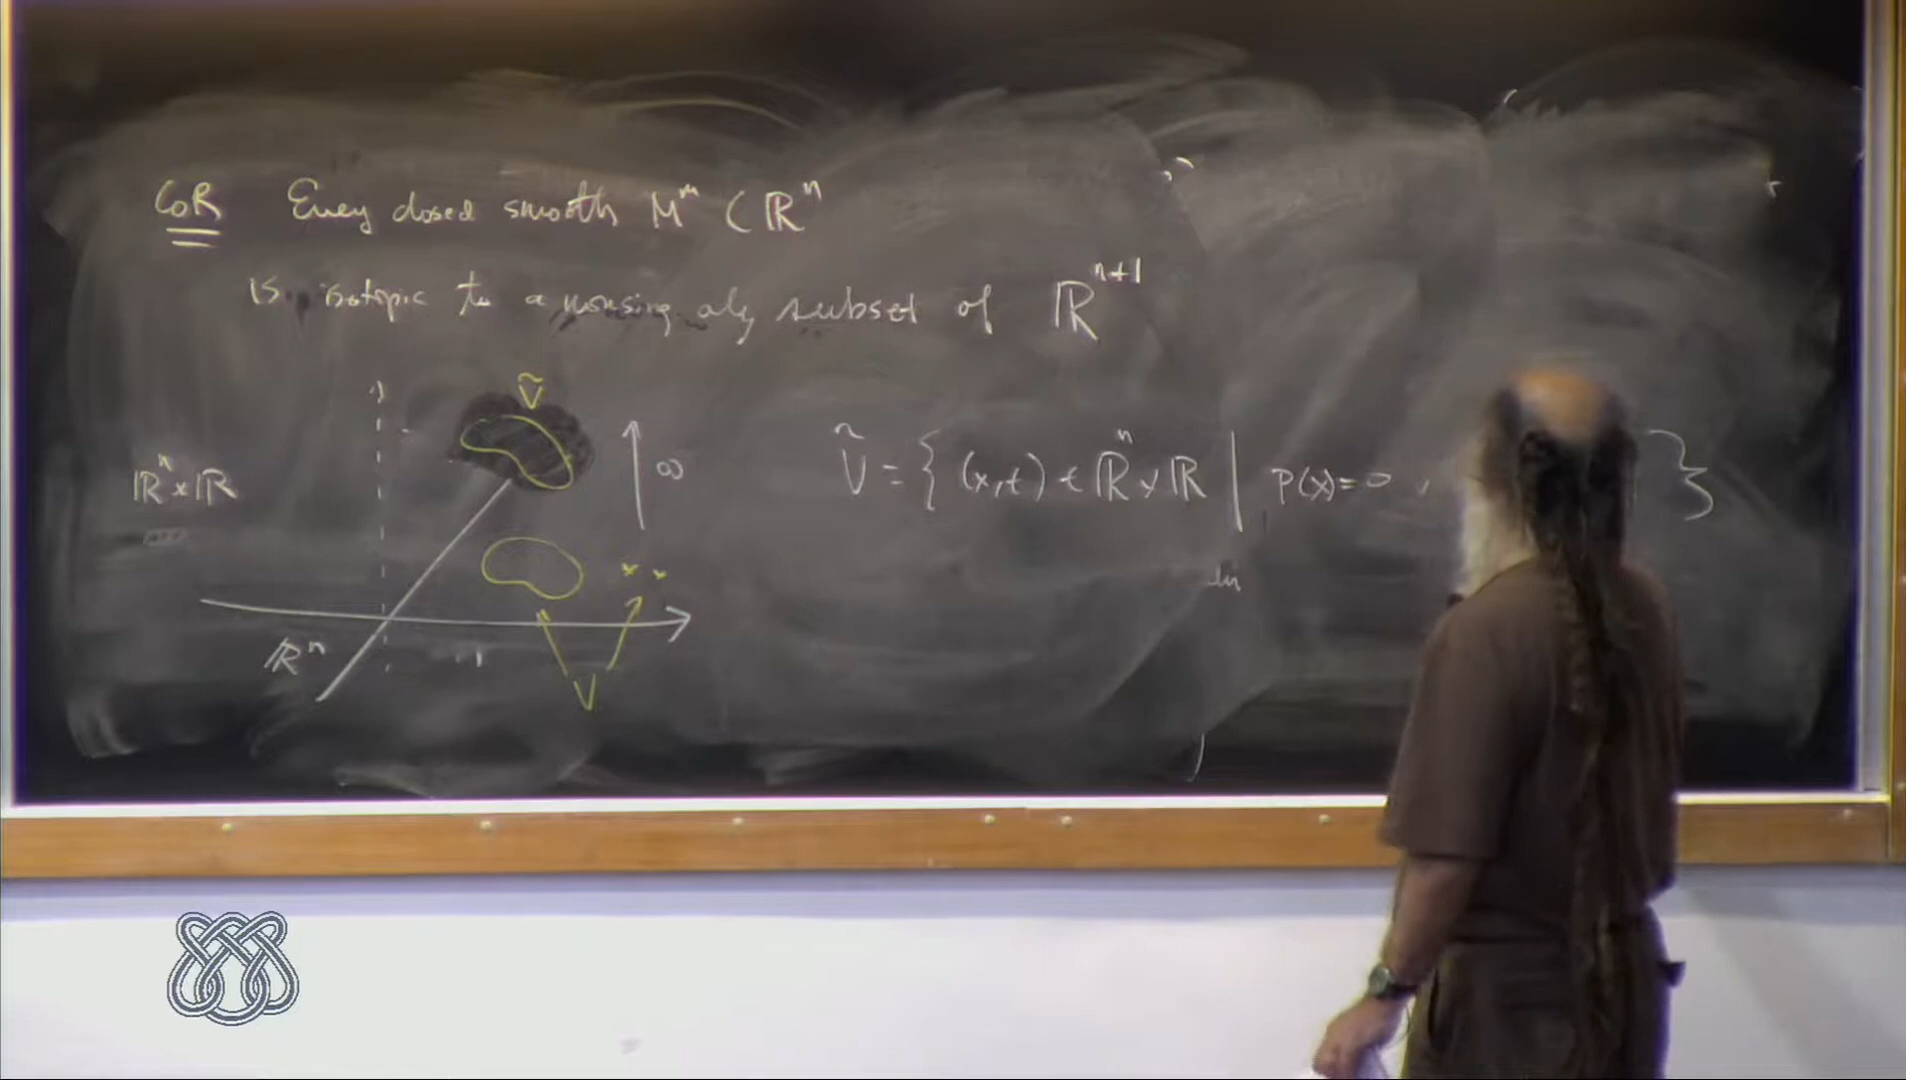 COR Every closed smooth M^m ⊂ ℝ^n
is isotopic to a nonsing. alg subset of ℝ^{n+1}
Ṽ
ℝ^n × ℝ
∞
ℝ^n
V
Ṽ = { (x,t) ∈ ℝ^n × ℝ | P(x)=0 , }